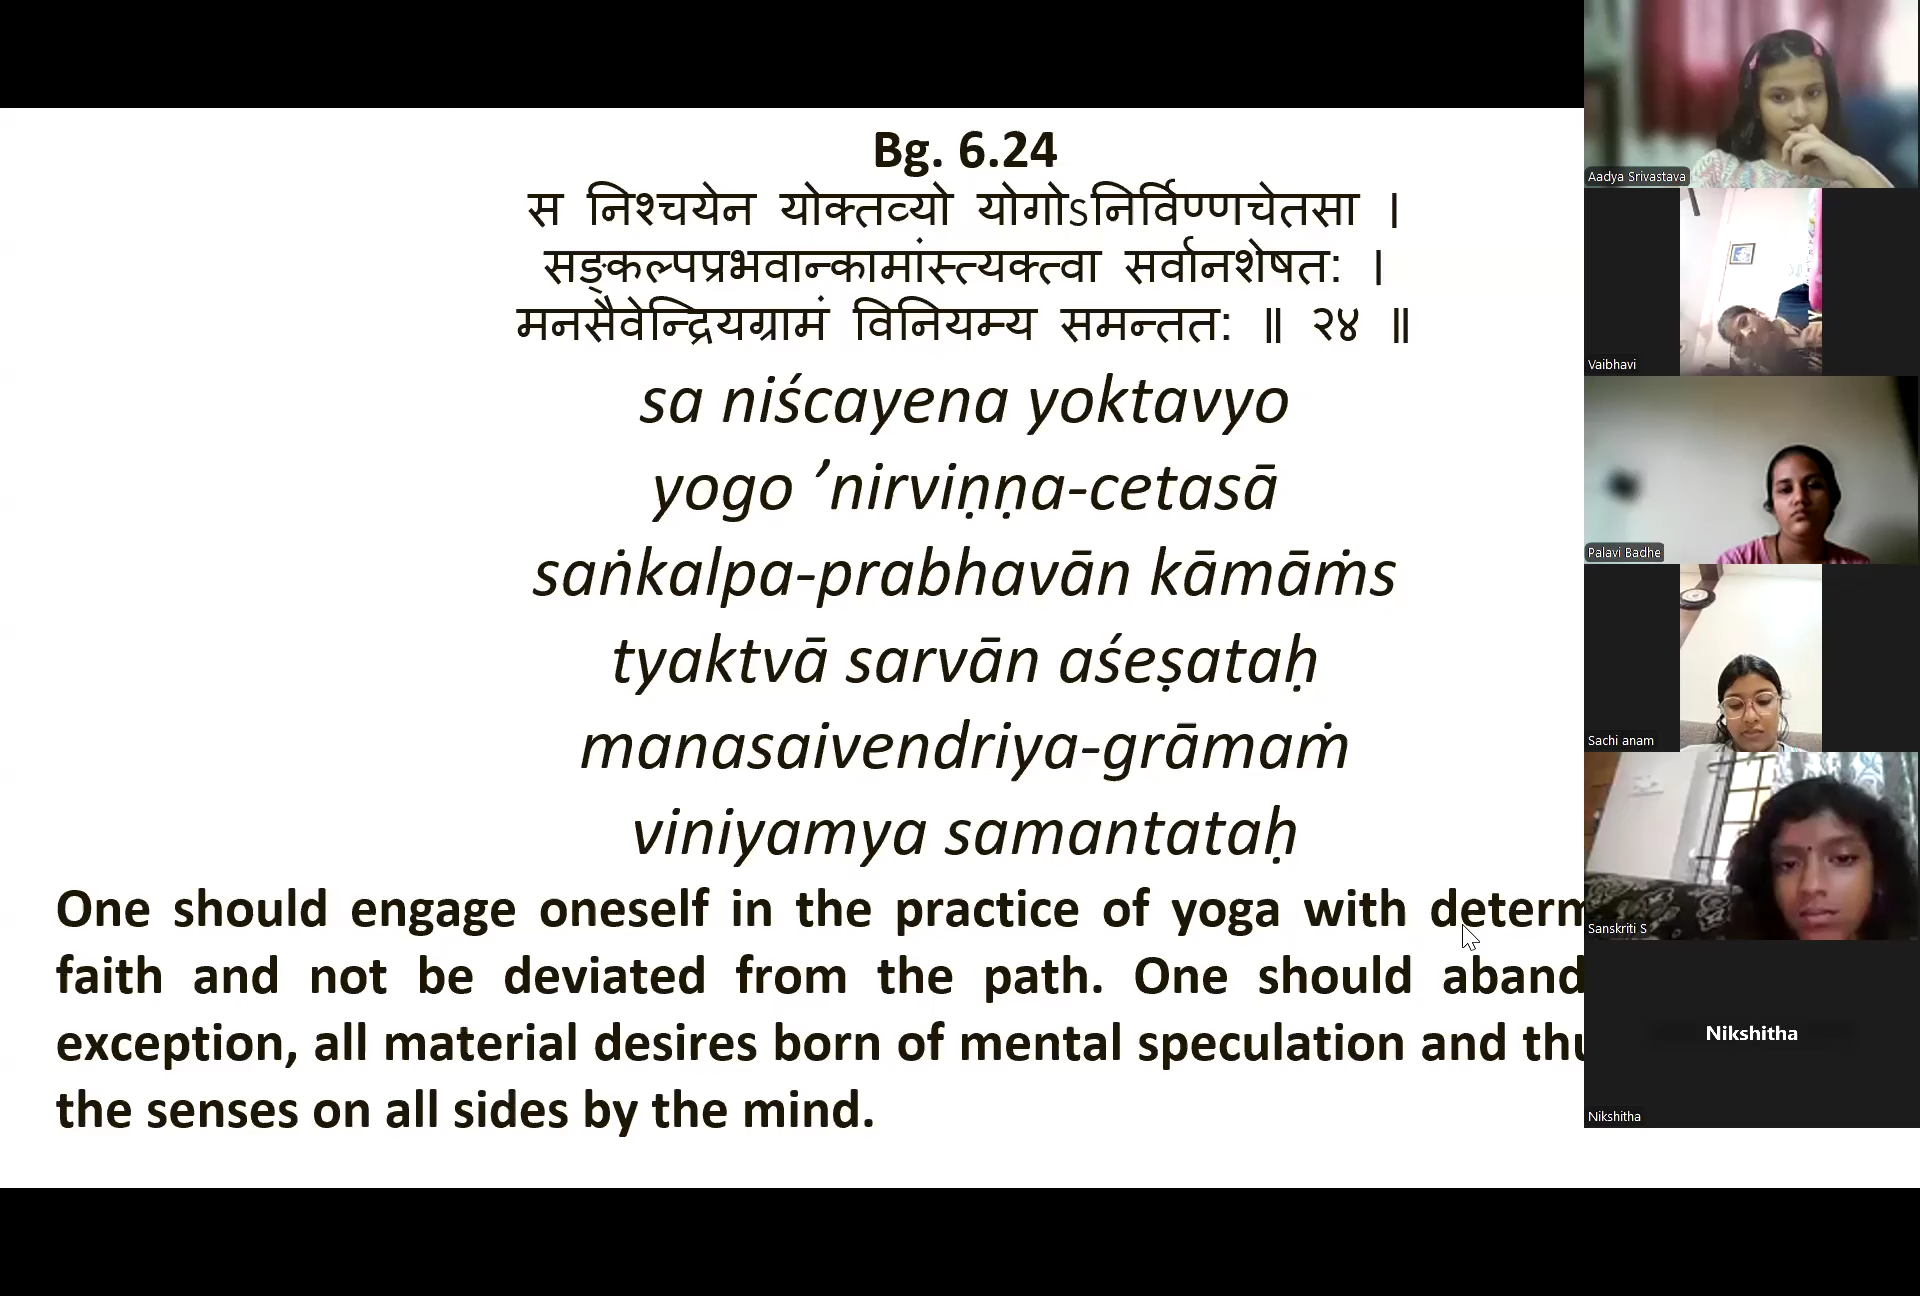 Bg. 6.24
स निश्चयेन योक्तव्यो योगोऽनिर्विण्णचेतसा ।
सङ्कल्पप्रभवान्कामांस्त्यक्त्वा सर्वानशेषत: ।
मनसैवेन्द्रियग्रामं विनियम्य समन्तत: ॥ २४ ॥
sa niścayena yoktavyo
yogo ’nirviṇṇa-cetasā
saṅkalpa-prabhavān kāmāṁs
tyaktvā sarvān aśeṣataḥ
manasaivendriya-grāmaṁ
viniyamya samantataḥ
One should engage oneself in the practice of yoga with determ
faith and not be deviated from the path. One should aband
exception, all material desires born of mental speculation and thu
the senses on all sides by the mind.
Aadya Srivastava
Vaibhavi
Palavi Badhe
Sachi anam
Sanskriti S
Nikshitha
Nikshitha